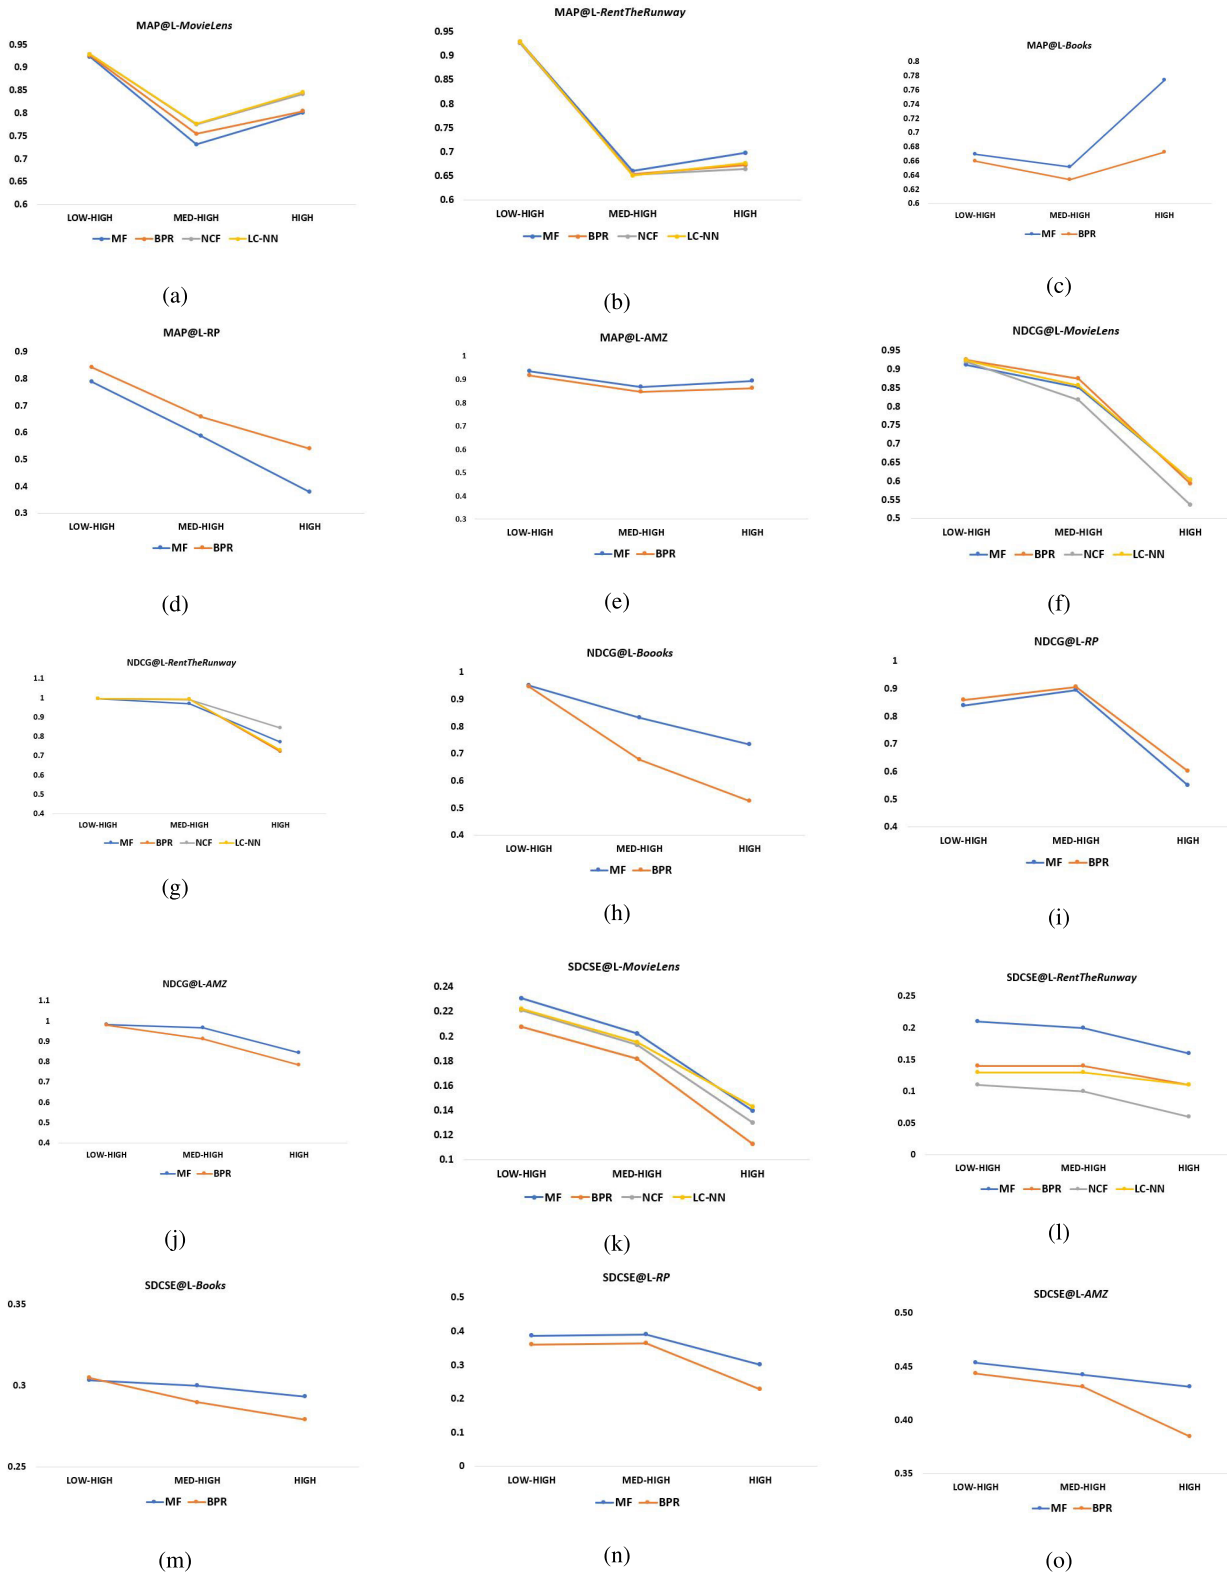 MAP@L-MovieLens
0.95
0.9
0.85
0.8
0.75
0.7
0.65
0.6
LOW-HIGH MED-HIGH HIGH
MF BPR NCF LC-NN
(a)
MAP@L-RentTheRunway
0.95
0.9
0.85
0.8
0.75
0.7
0.65
0.6
LOW-HIGH MED-HIGH HIGH
MF BPR NCF LC-NN
(b)
MAP@L-Books
0.8
0.78
0.76
0.74
0.72
0.7
0.68
0.66
0.64
0.62
0.6
LOW-HIGH MED-HIGH HIGH
MF BPR
(c)
MAP@L-RP
0.9
0.8
0.7
0.6
0.5
0.4
0.3
LOW-HIGH MED-HIGH HIGH
MF BPR
(d)
MAP@L-AMZ
1
0.9
0.8
0.7
0.6
0.5
0.4
0.3
LOW-HIGH MED-HIGH HIGH
MF BPR
(e)
NDCG@L-MovieLens
0.95
0.9
0.85
0.8
0.75
0.7
0.65
0.6
0.55
0.5
LOW-HIGH MED-HIGH HIGH
MF BPR NCF LC-NN
(f)
NDCG@L-RentTheRunway
1.1
1
0.9
0.8
0.7
0.6
0.5
0.4
LOW-HIGH MED-HIGH HIGH
MF BPR NCF LC-NN
(g)
NDCG@L-Boooks
1
0.9
0.8
0.7
0.6
0.5
0.4
LOW-HIGH MED-HIGH HIGH
MF BPR
(h)
NDCG@L-RP
1
0.9
0.8
0.7
0.6
0.5
0.4
LOW-HIGH MED-HIGH HIGH
MF BPR
(i)
NDCG@L-AMZ
1.1
1
0.9
0.8
0.7
0.6
0.5
0.4
LOW-HIGH MED-HIGH HIGH
MF BPR
(j)
SDCSE@L-MovieLens
0.24
0.22
0.2
0.18
0.16
0.14
0.12
0.1
LOW-HIGH MED-HIGH HIGH
MF BPR NCF LC-NN
(k)
SDCSE@L-RentTheRunway
0.25
0.2
0.15
0.1
0.05
0
LOW-HIGH MED-HIGH HIGH
MF BPR NCF LC-NN
(l)
SDCSE@L-Books
0.35
0.3
0.25
LOW-HIGH MED-HIGH HIGH
MF BPR
(m)
SDCSE@L-RP
0.5
0.4
0.3
0.2
0.1
0
LOW-HIGH MED-HIGH HIGH
MF BPR
(n)
SDCSE@L-AMZ
0.50
0.45
0.40
0.35
LOW-HIGH MED-HIGH HIGH
MF BPR
(o)